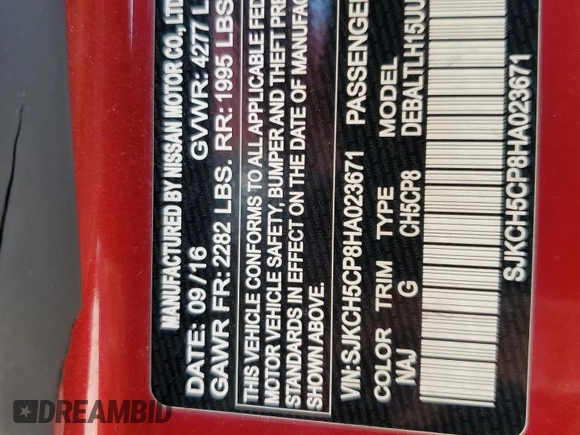 MANUFACTURED BY NISSAN MOTOR CO., LTD
DATE: 09/16 GVWR: 4277 L
GAWR FR: 2282 LBS. RR: 1995 LBS
THIS VEHICLE CONFORMS TO ALL APPLICABLE FED
MOTOR VEHICLE SAFETY, BUMPER AND THEFT PRE
STANDARDS IN EFFECT ON THE DATE OF MANUFAC
SHOWN ABOVE.
VIN:SJKCH5CP8HA023671 PASSENGE
COLOR TRIM TYPE MODEL
NAJ G CH5CP8 DEBALTLH15UU
SJKCH5CP8HA023671
DREAMBID